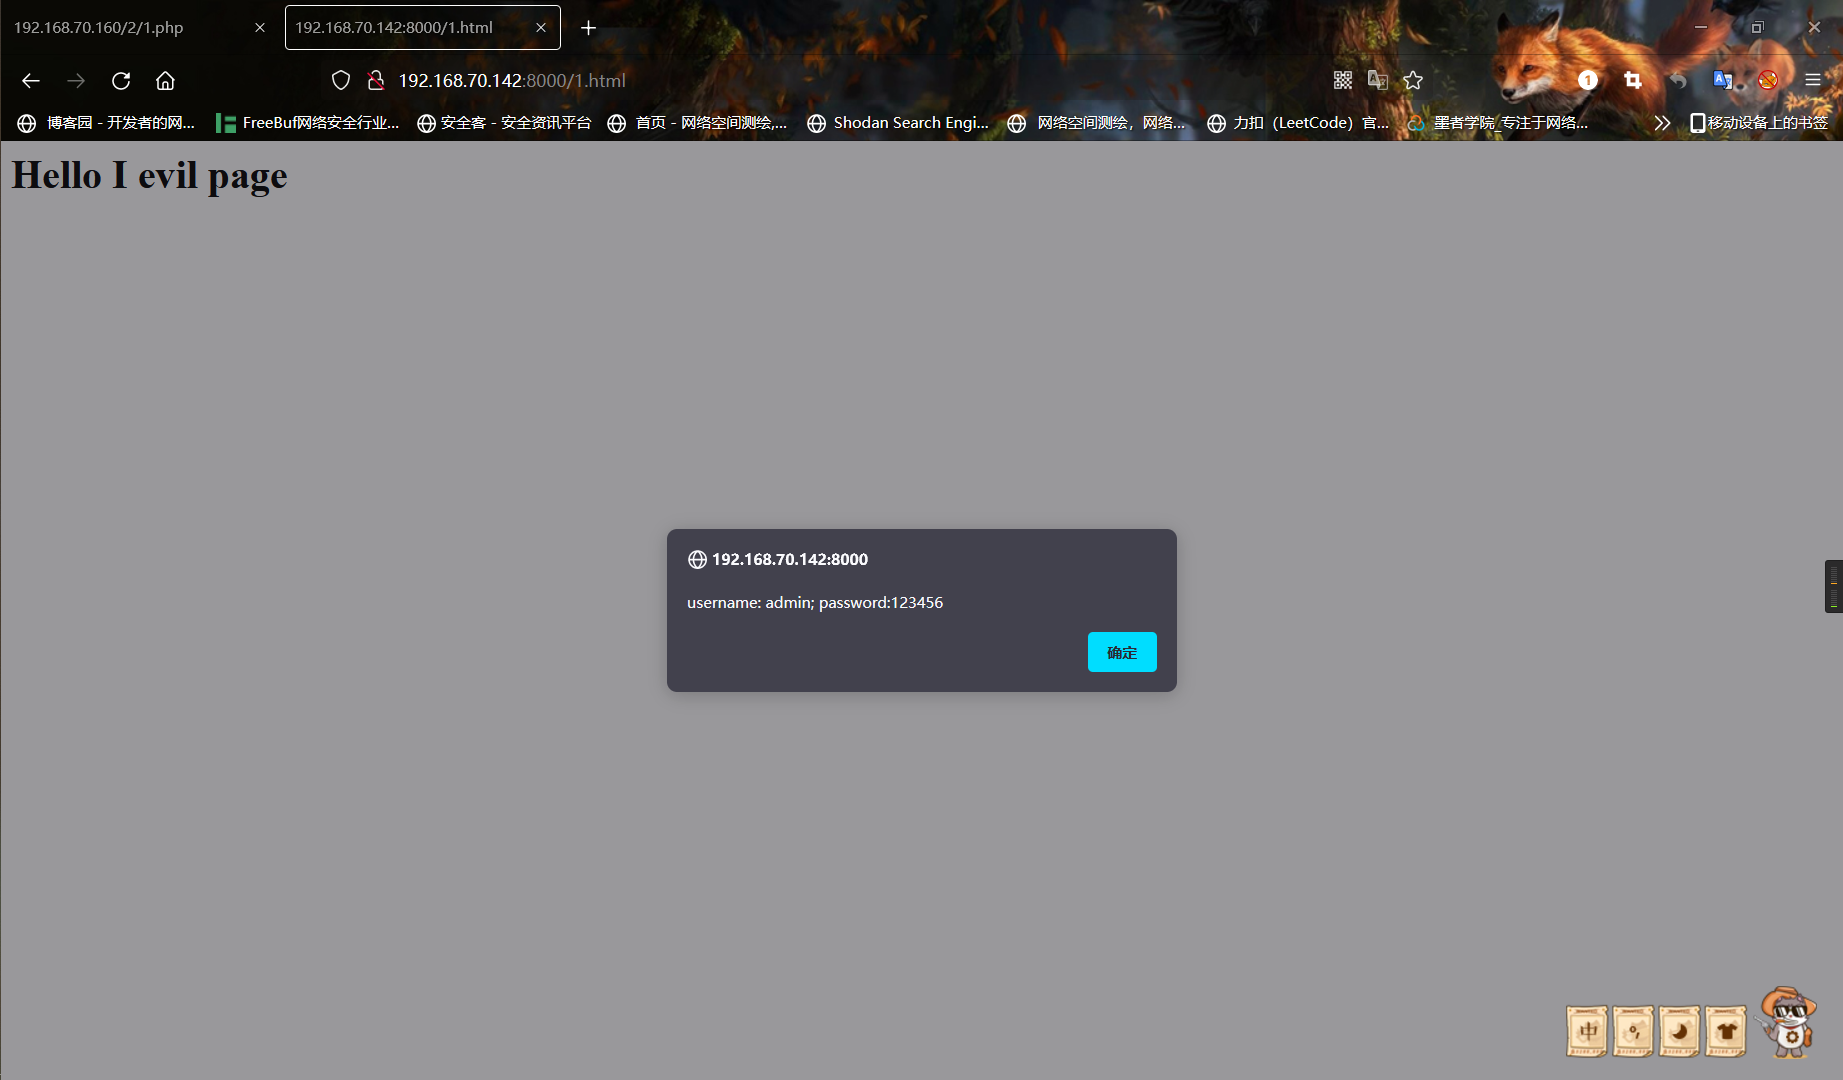 192.168.70.160/2/1.php
192.168.70.142:8000/1.html
192.168.70.142:8000/1.html
1
博客园 - 开发者的网...
FreeBuf网络安全行业...
安全客 - 安全资讯平台
首页 - 网络空间测绘,...
Shodan Search Engi...
网络空间测绘，网络...
力扣（LeetCode）官...
墨者学院_专注于网络...
移动设备上的书签
Hello I evil page
192.168.70.142:8000
username: admin; password:123456
确定
中